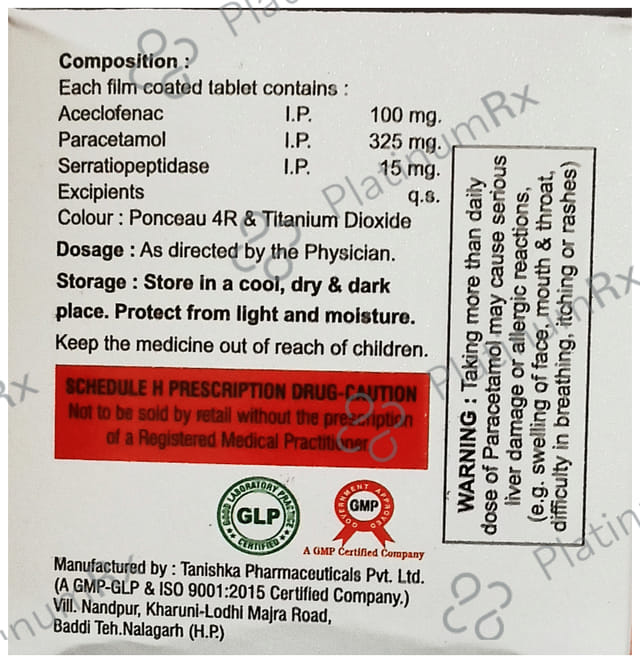 Composition :
Each film coated tablet contains :
Aceclofenac I.P. 100 mg.
Paracetamol I.P. 325 mg.
Serratiopeptidase I.P. 15 mg.
Excipients q.s.
Colour : Ponceau 4R & Titanium Dioxide
Dosage : As directed by the Physician.
Storage : Store in a cool, dry & dark
place. Protect from light and moisture.
Keep the medicine out of reach of children.
SCHEDULE H PRESCRIPTION DRUG-CAUTION
Not to be sold by retail without the prescription
of a Registered Medical Practitioner
WARNING : Taking more than daily
dose of Paracetamol may cause serious
liver damage or allergic reactions,
(e.g. swelling of face, mouth & throat,
difficulty in breathing, itching or rashes)
GOOD LABORATORY PRACTICE
GLP
CERTIFIED
GOVERNMENT APPROVED
GMP
A GMP Certified Company
Manufactured by : Tanishka Pharmaceuticals Pvt. Ltd.
(A GMP-GLP & ISO 9001:2015 Certified Company.)
Vill. Nandpur, Kharuni-Lodhi Majra Road,
Baddi Teh.Nalagarh (H.P.)
PlatinumRx